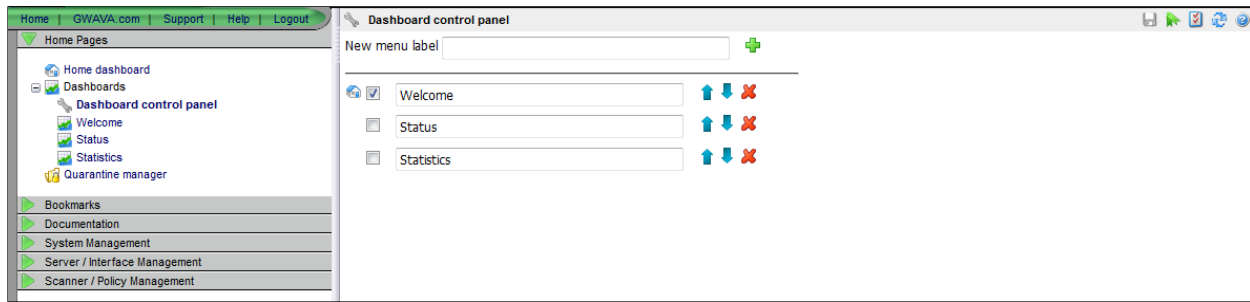 Home | GWAVA.com | Support | Help | Logout
Home Pages
Home dashboard
Dashboards
Dashboard control panel
Welcome
Status
Statistics
Quarantine manager
Bookmarks
Documentation
System Management
Server / Interface Management
Scanner / Policy Management
Dashboard control panel
New menu label
Welcome
Status
Statistics